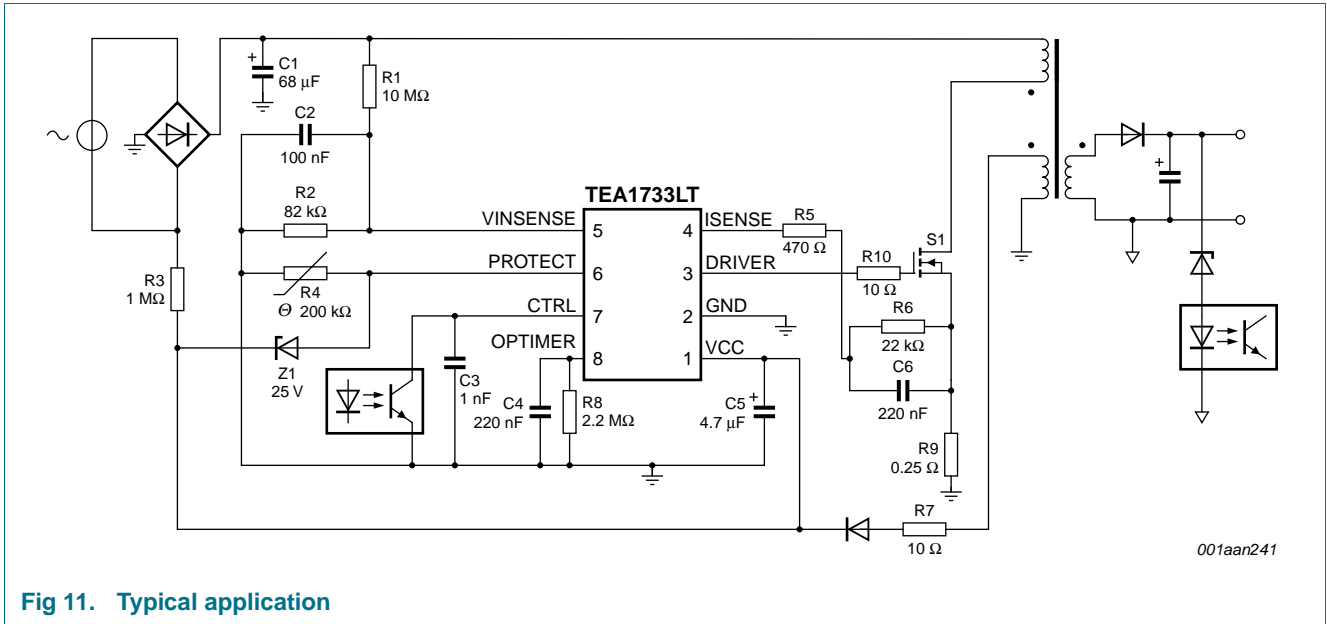 C1
68 μF
R1
10 MΩ
C2
100 nF
R2
82 kΩ
TEA1733LT
VINSENSE
5
4
ISENSE
R5
470 Ω
S1
PROTECT
6
3
DRIVER
R10
10 Ω
R3
1 MΩ
R4
Θ 200 kΩ
CTRL
7
2
GND
R6
22 kΩ
OPTIMER
8
1
VCC
Z1
25 V
C3
1 nF
C4
220 nF
R8
2.2 MΩ
C5
4.7 μF
C6
220 nF
R9
0.25 Ω
R7
10 Ω
001aan241
Fig 11. Typical application